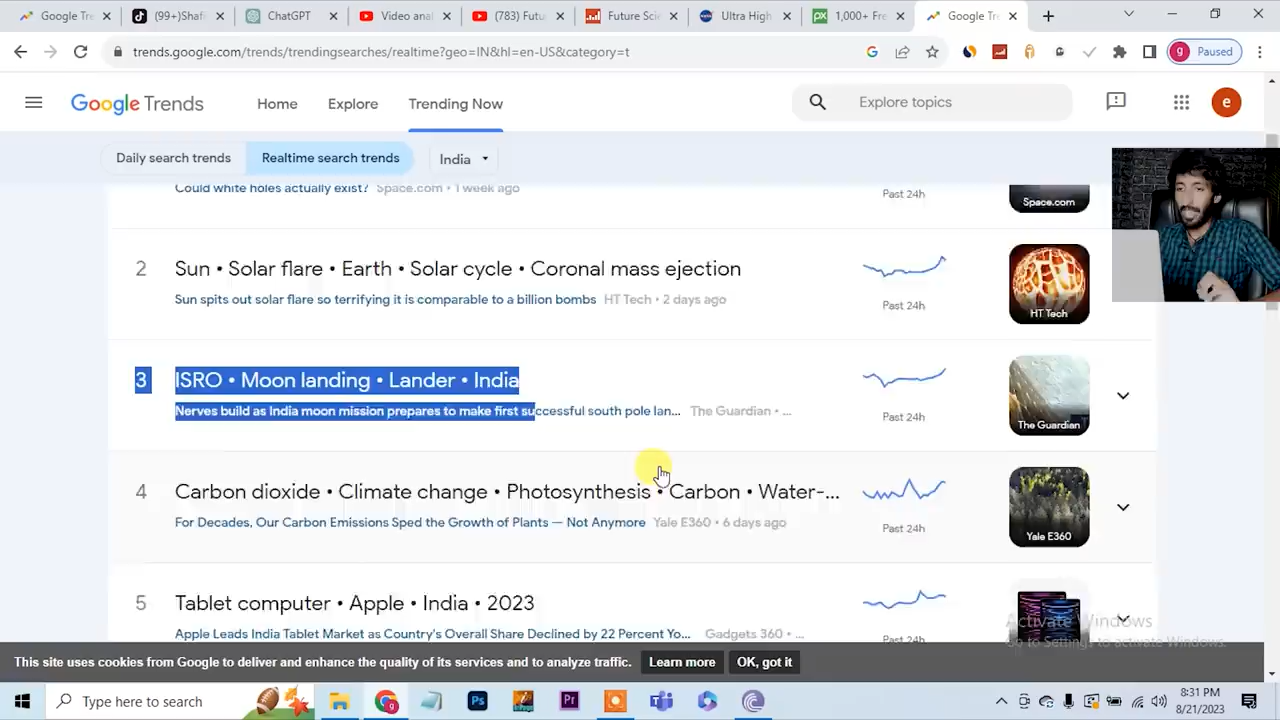 Google Tre
(99+)Shafi
ChatGPT
Video anal
(783) Futu
Future Scie
Ultra High
1,000+ Fre
Google Tre
trends.google.com/trends/trendingsearches/realtime?geo=IN&hl=en-US&category=t
g Paused
Google Trends
Home
Explore
Trending Now
Explore topics
e
Daily search trends
Realtime search trends
India
Could white holes actually exist? Space.com • 1 week ago
Past 24h
Space.com
2
Sun • Solar flare • Earth • Solar cycle • Coronal mass ejection
Sun spits out solar flare so terrifying it is comparable to a billion bombs HT Tech • 2 days ago
Past 24h
HT Tech
3
ISRO • Moon landing • Lander • India
Nerves build as India moon mission prepares to make first successful south pole lan... The Guardian • ...
Past 24h
The Guardian
4
Carbon dioxide • Climate change • Photosynthesis • Carbon • Water-...
For Decades, Our Carbon Emissions Sped the Growth of Plants — Not Anymore Yale E360 • 6 days ago
Past 24h
Yale E360
5
Tablet computer • Apple • India • 2023
Apple Leads India Tablet Market as Country's Overall Share Declined by 22 Percent Yo... Gadgets 360 • ...
Past 24h
Activate Windows
Go to Settings to activate Windows.
This site uses cookies from Google to deliver and enhance the quality of its services and to analyze traffic.
Learn more
OK, got it
Type here to search
Ps
Pr
8:31 PM
8/21/2023